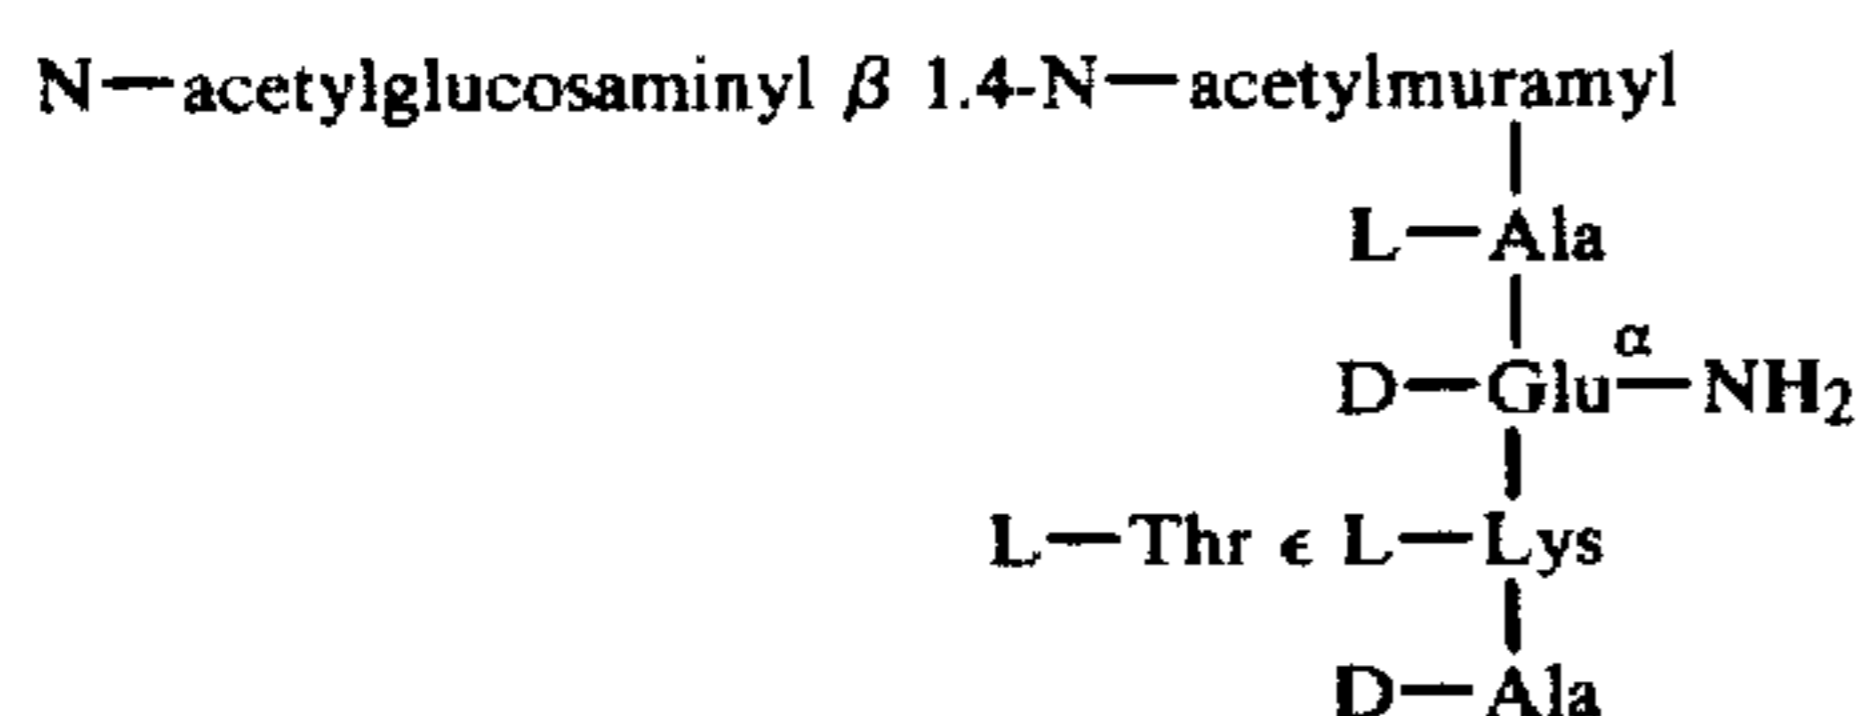 N—acetylglucosaminyl β 1.4-N—acetylmuramyl
L—Ala
α
D—Glu—NH₂
L—Thr ϵ L—Lys
D—Ala